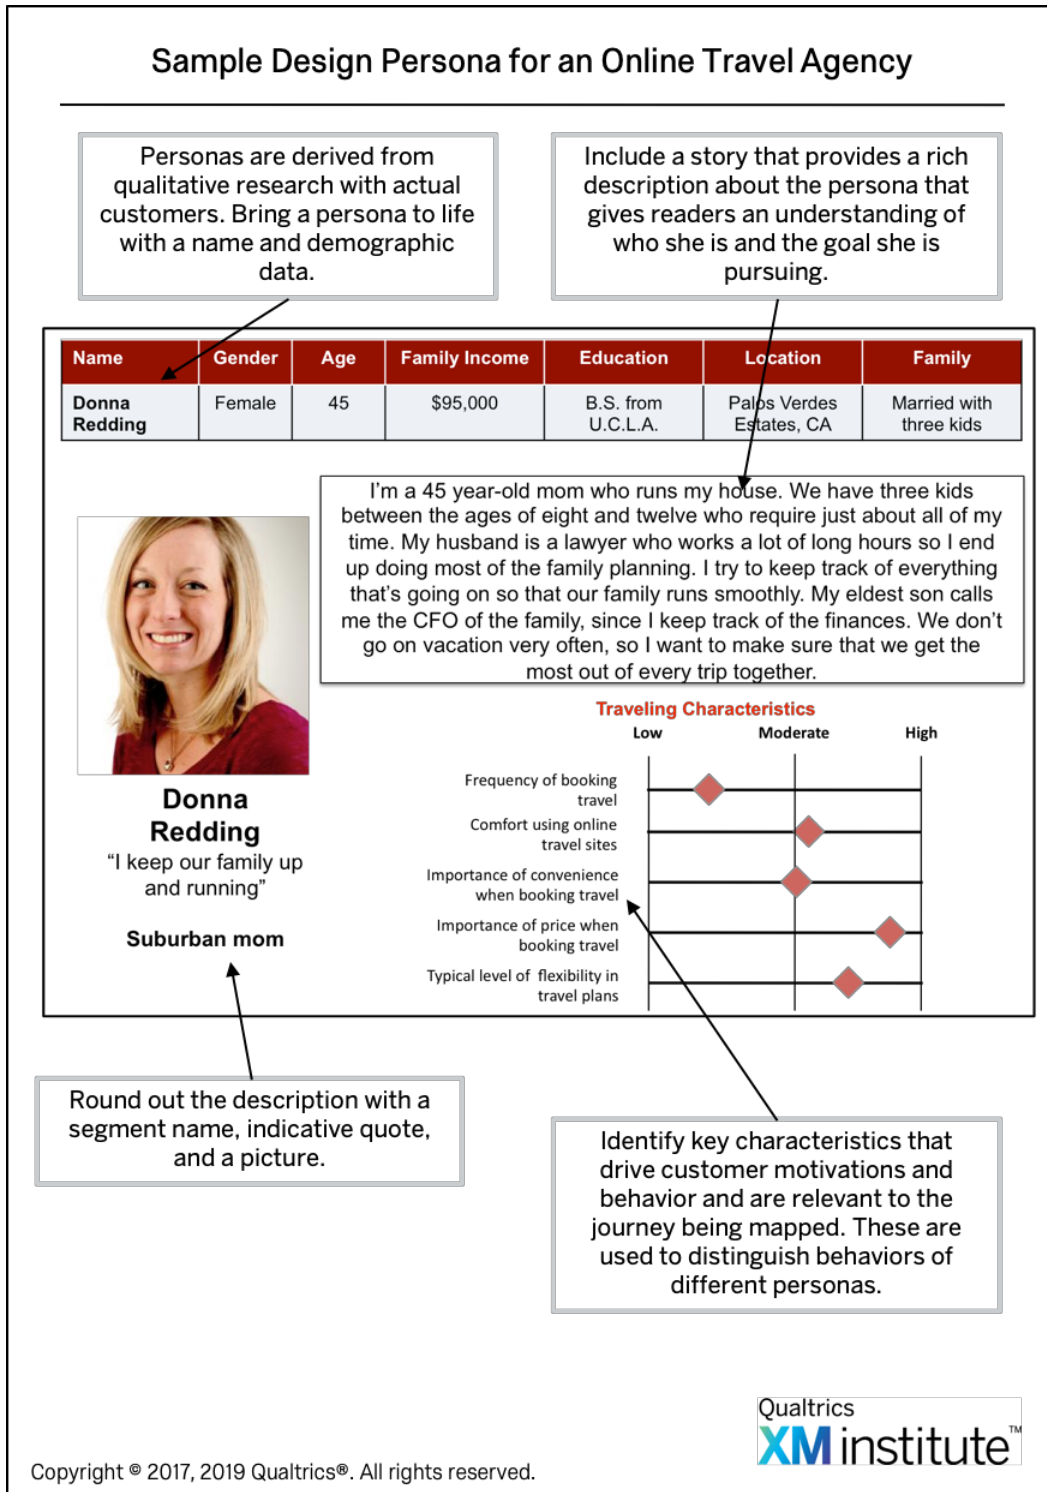 Sample Design Persona for an Online Travel Agency
Personas are derived from
qualitative research with actual
customers. Bring a persona to life
with a name and demographic
data.
Include a story that provides a rich
description about the persona that
gives readers an understanding of
who she is and the goal she is
pursuing.
Name Gender Age Family Income Education Location Family
Donna Redding Female 45 $95,000 B.S. from U.C.L.A. Palos Verdes Estates, CA Married with three kids
I'm a 45 year-old mom who runs my house. We have three kids
between the ages of eight and twelve who require just about all of my
time. My husband is a lawyer who works a lot of long hours so I end
up doing most of the family planning. I try to keep track of everything
that's going on so that our family runs smoothly. My eldest son calls
me the CFO of the family, since I keep track of the finances. We don't
go on vacation very often, so I want to make sure that we get the
most out of every trip together.
Donna
Redding
"I keep our family up
and running"
Suburban mom
Traveling Characteristics
Low Moderate High
Frequency of booking
travel
Comfort using online
travel sites
Importance of convenience
when booking travel
Importance of price when
booking travel
Typical level of flexibility in
travel plans
Round out the description with a
segment name, indicative quote,
and a picture.
Identify key characteristics that
drive customer motivations and
behavior and are relevant to the
journey being mapped. These are
used to distinguish behaviors of
different personas.
Copyright © 2017, 2019 Qualtrics®. All rights reserved.
Qualtrics
XM institute™